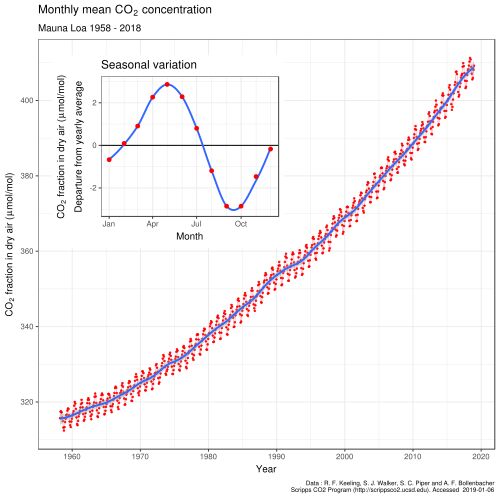 Monthly mean CO₂ concentration
Mauna Loa 1958 - 2018
Seasonal variation
CO₂ fraction in dry air (μmol/mol)
Departure from yearly average
2
0
-2
Jan Apr Jul Oct
Month
CO₂ fraction in dry air (μmol/mol)
400
380
360
340
320
1960 1970 1980 1990 2000 2010 2020
Year
Data : R. F. Keeling, S. J. Walker, S. C. Piper and A. F. Bollenbacher
Scripps CO2 Program (http://scrippsco2.ucsd.edu). Accessed 2019-01-06